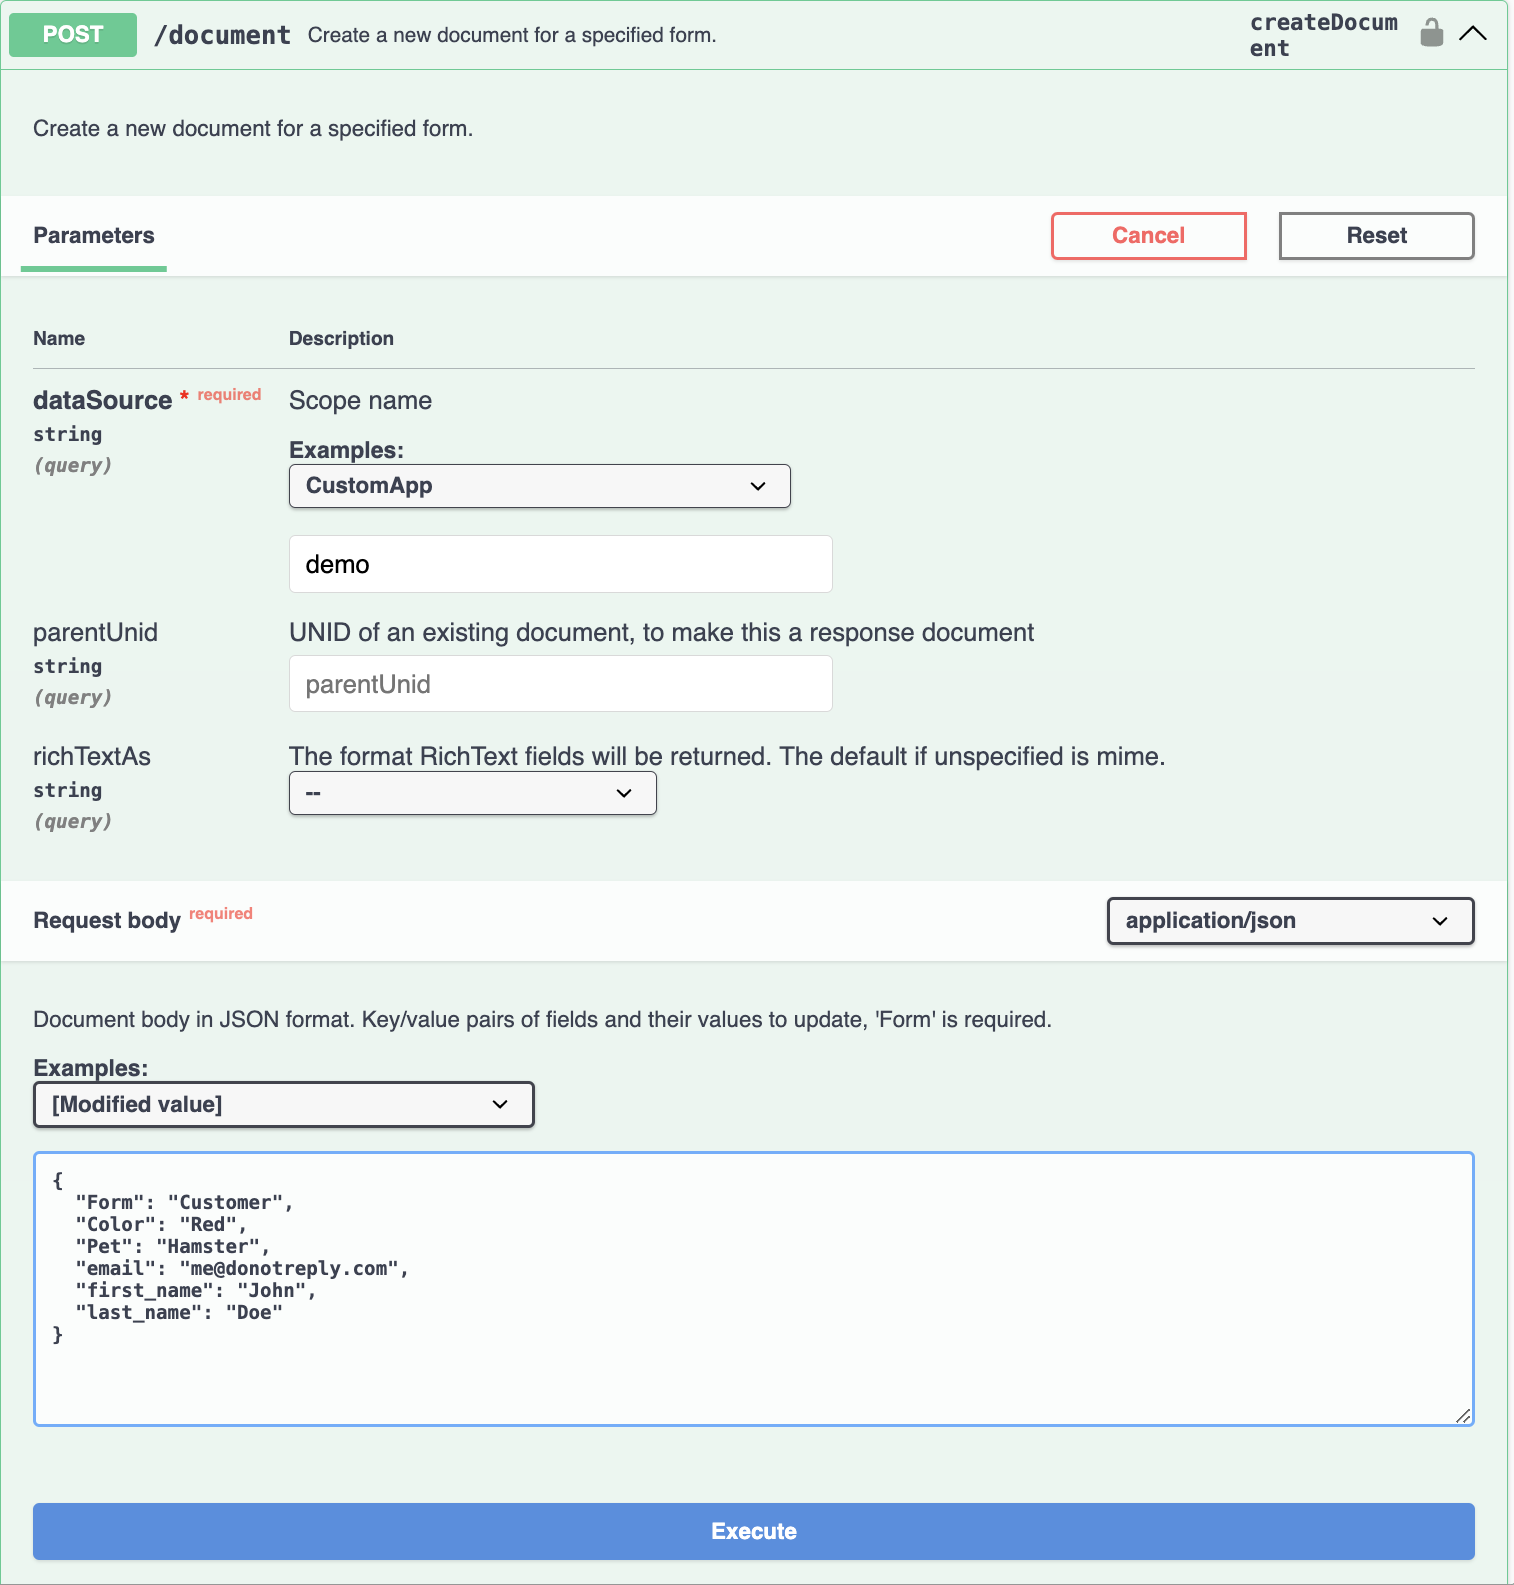 POST /document Create a new document for a specified form. createDocum
ent
Create a new document for a specified form.
Parameters Cancel Reset
Name Description
dataSource * required Scope name
string
(query)
Examples:
CustomApp
demo
parentUnid UNID of an existing document, to make this a response document
string
(query)
parentUnid
richTextAs The format RichText fields will be returned. The default if unspecified is mime.
string
(query)
--
Request body required application/json
Document body in JSON format. Key/value pairs of fields and their values to update, 'Form' is required.
Examples:
[Modified value]
{
  "Form": "Customer",
  "Color": "Red",
  "Pet": "Hamster",
  "email": "me@donotreply.com",
  "first_name": "John",
  "last_name": "Doe"
}
Execute